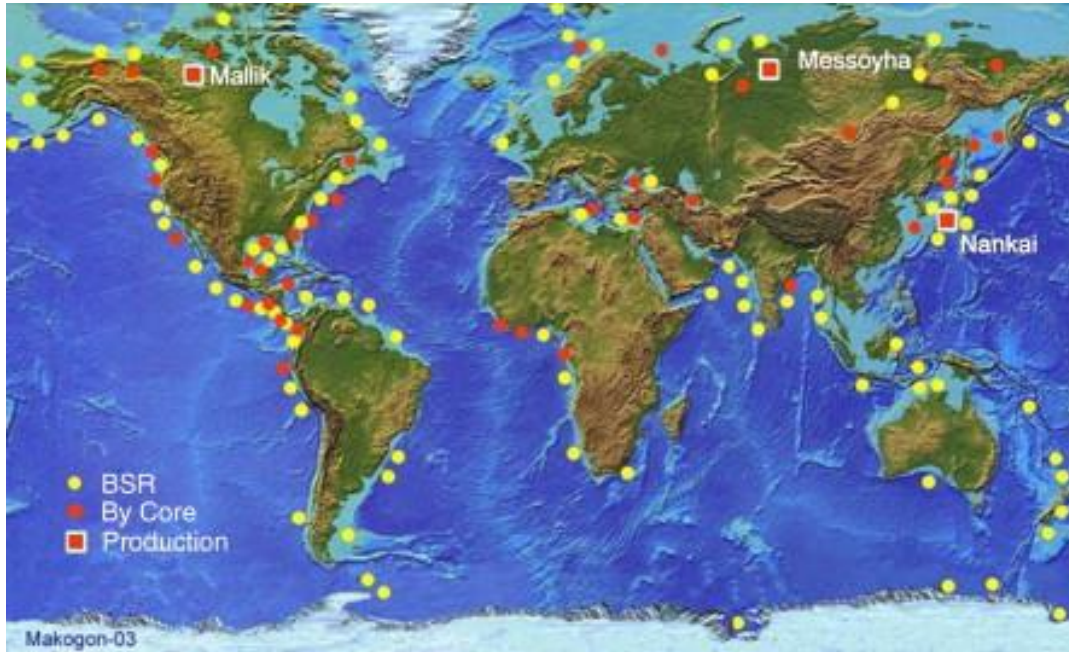 Mallik
Messoyha
Nankai
BSR
By Core
Production
Makogon-03